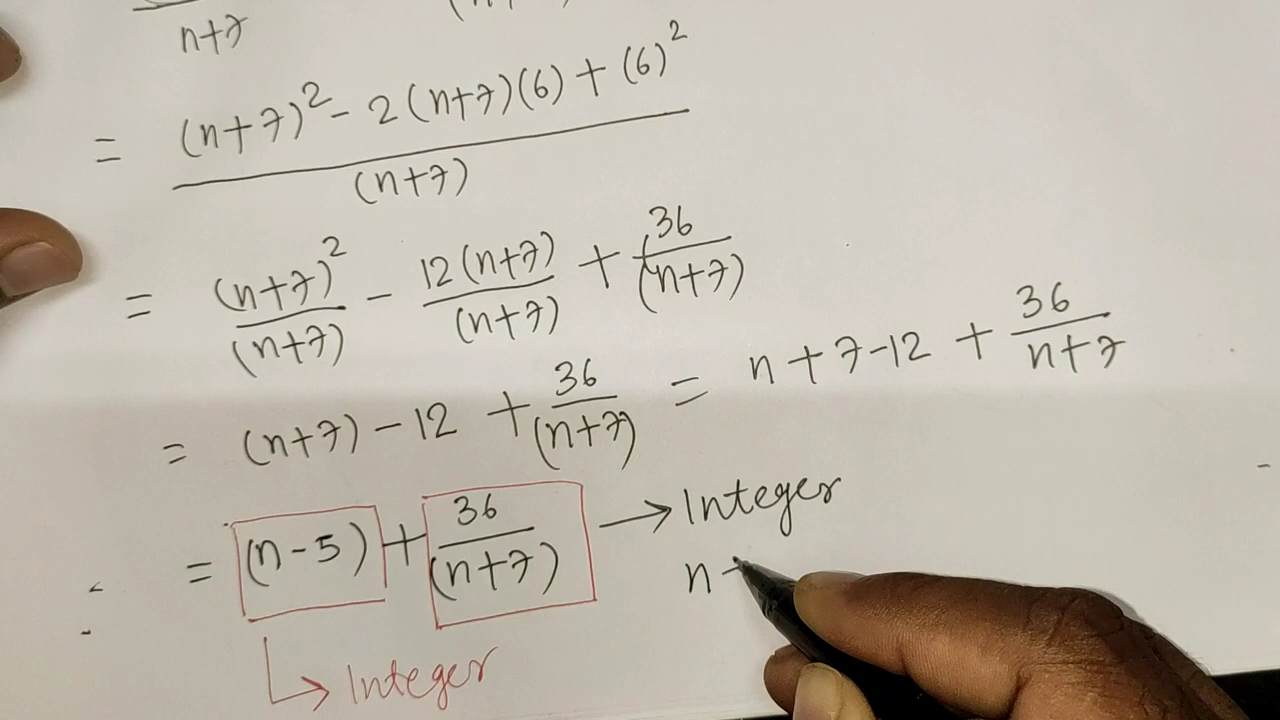 n+7
= (n+7)² - 2(n+7)(6) + (6)² / (n+7)
= (n+7)² / (n+7) - 12(n+7) / (n+7) + 36 / (n+7)
= (n+7) - 12 + 36 / (n+7) = n + 7 - 12 + 36 / n+7
= (n-5) + 36 / (n+7) → Integer
n
→ Integer